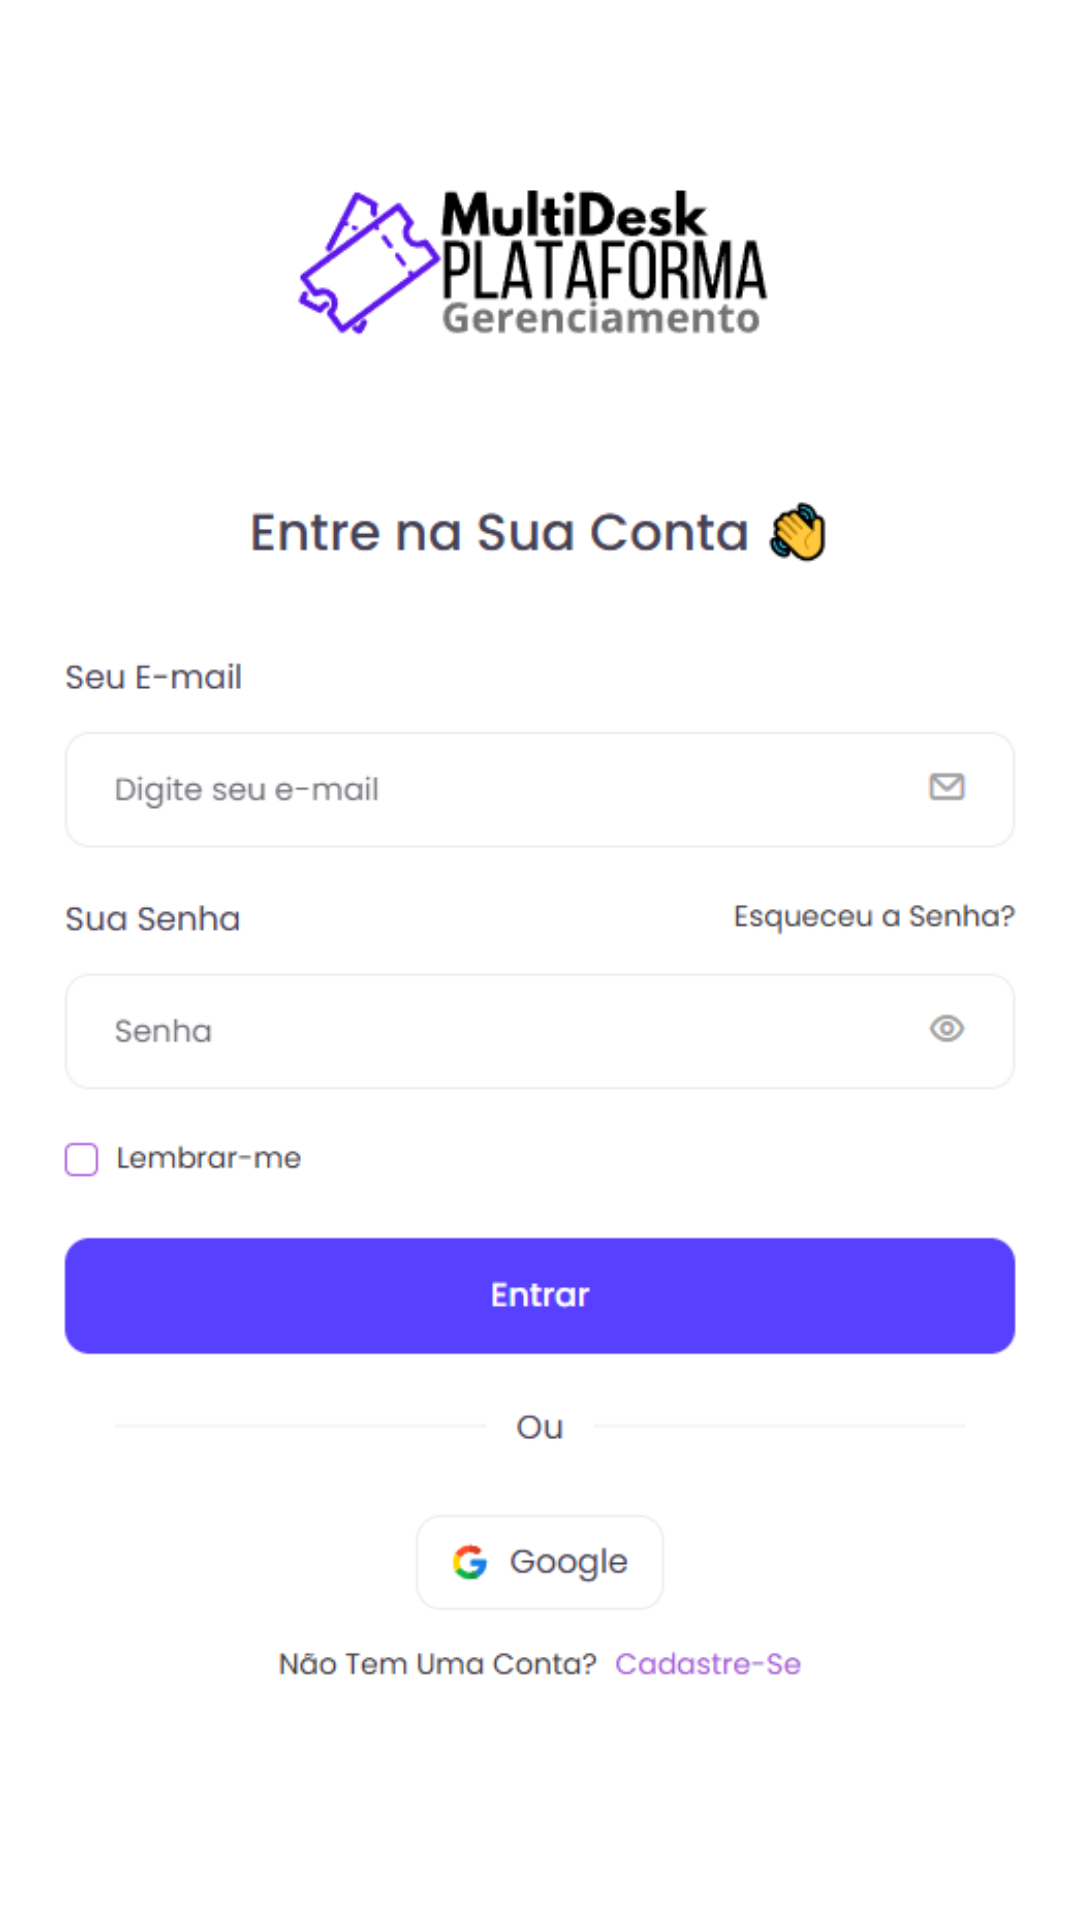 MultiDesk
PLATAFORMA
Gerenciamento
Entre na Sua Conta 👋
Seu E-mail
Digite seu e-mail
Sua Senha
Esqueceu a Senha?
Senha
Lembrar-me
Entrar
Ou
Google
Não Tem Uma Conta? Cadastre-Se